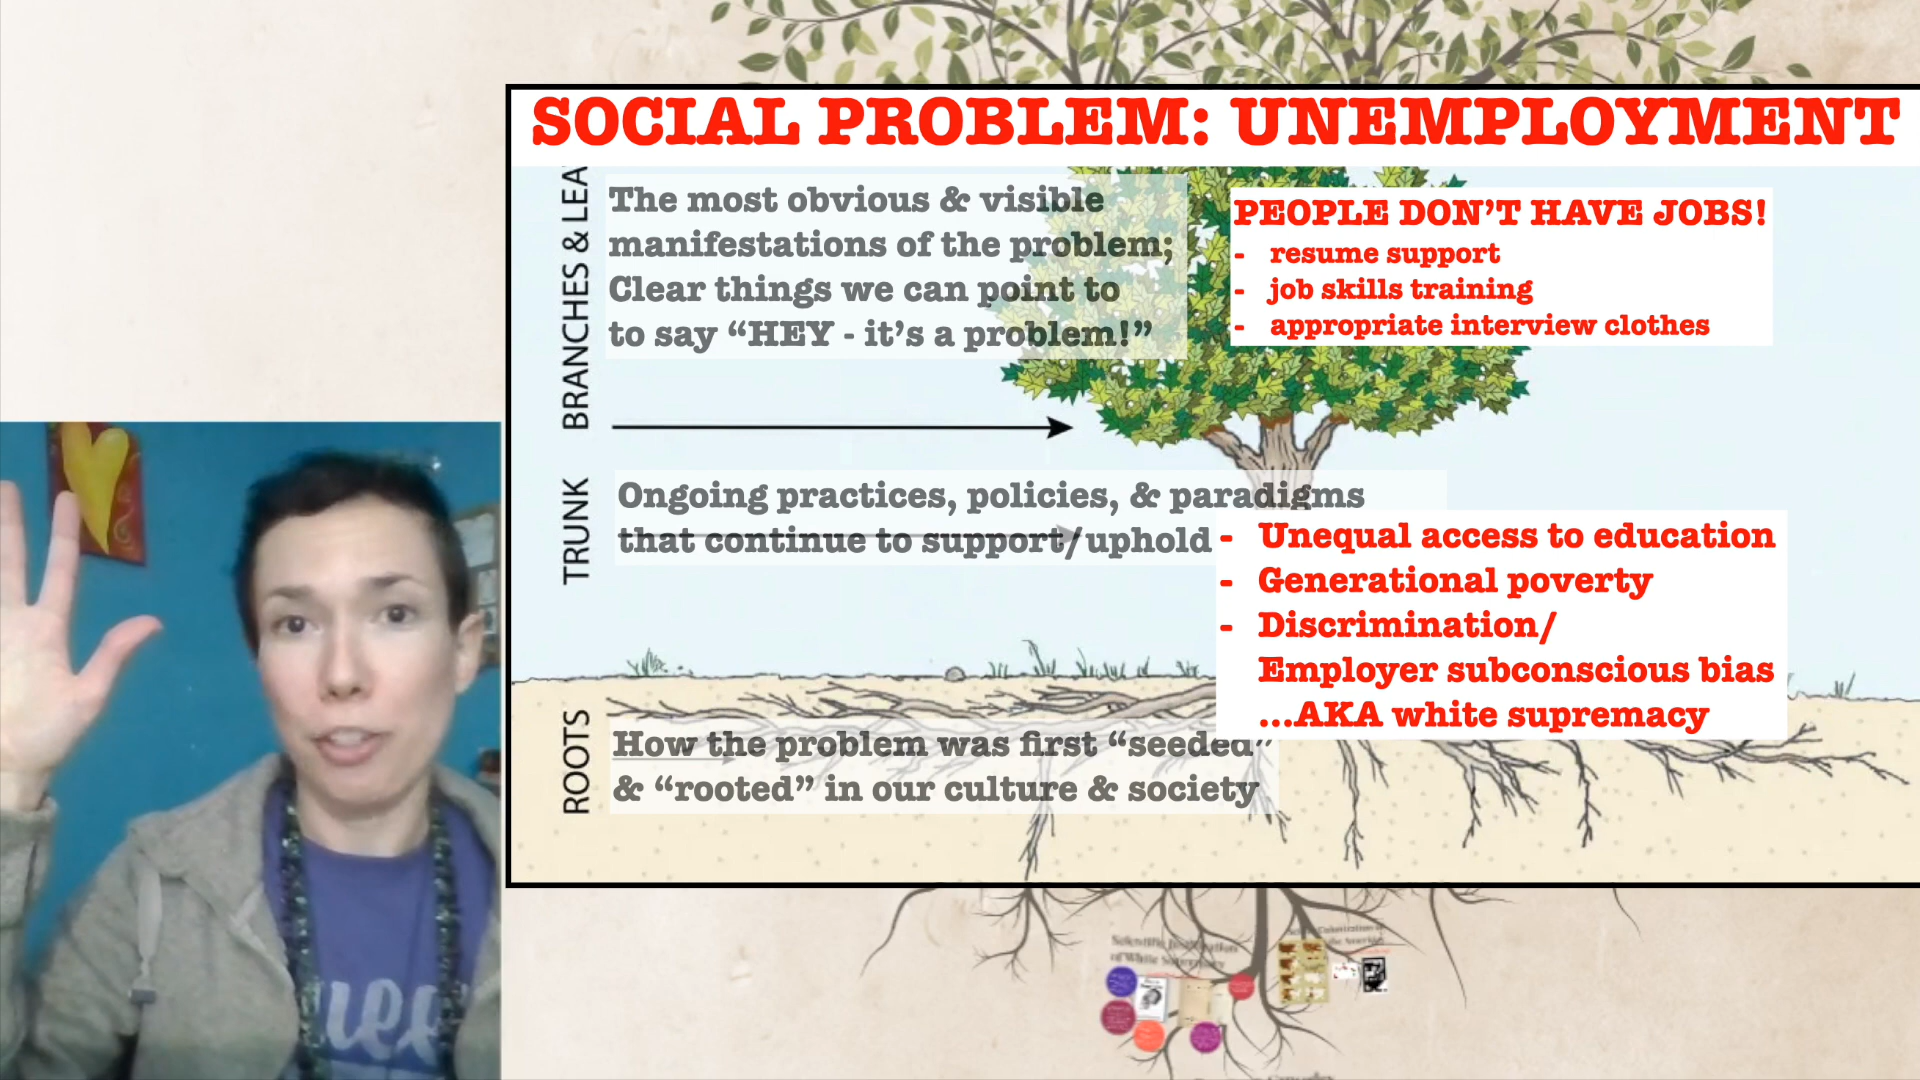 SOCIAL PROBLEM: UNEMPLOYMENT
BRANCHES & LEA
The most obvious & visible
manifestations of the problem;
Clear things we can point to
to say “HEY - it’s a problem!”
PEOPLE DON’T HAVE JOBS!
- resume support
- job skills training
- appropriate interview clothes
TRUNK
Ongoing practices, policies, & paradigms
that continue to support/uphold
- Unequal access to education
- Generational poverty
- Discrimination/
Employer subconscious bias
...AKA white supremacy
ROOTS
How the problem was first “seeded”
& “rooted” in our culture & society
of White Supremacy